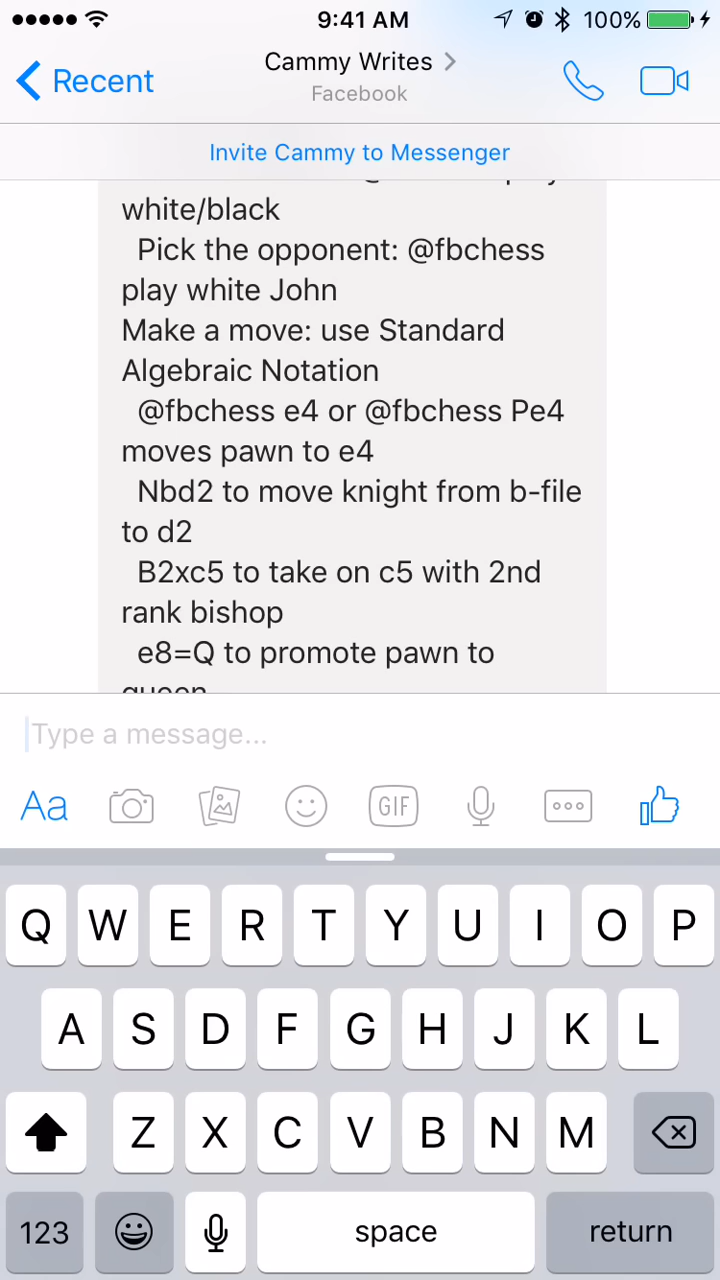 9:41 AM
100%
Recent
Cammy Writes
Facebook
Invite Cammy to Messenger
white/black
Pick the opponent: @fbchess
play white John
Make a move: use Standard
Algebraic Notation
@fbchess e4 or @fbchess Pe4
moves pawn to e4
Nbd2 to move knight from b-file
to d2
B2xc5 to take on c5 with 2nd
rank bishop
e8=Q to promote pawn to
queen
Type a message...
Aa
GIF
Q W E R T Y U I O P
A S D F G H J K L
Z X C V B N M
123 space return